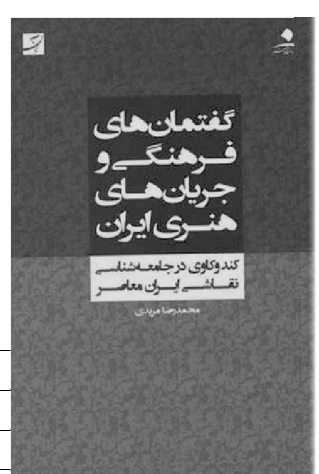 گفتمان‌های
فرهنگی و
جریان‌های
هنری ایران
کندوکاوی در جامعه‌شناسی
نقاشی ایران معاصر
محمدرضا مریدی